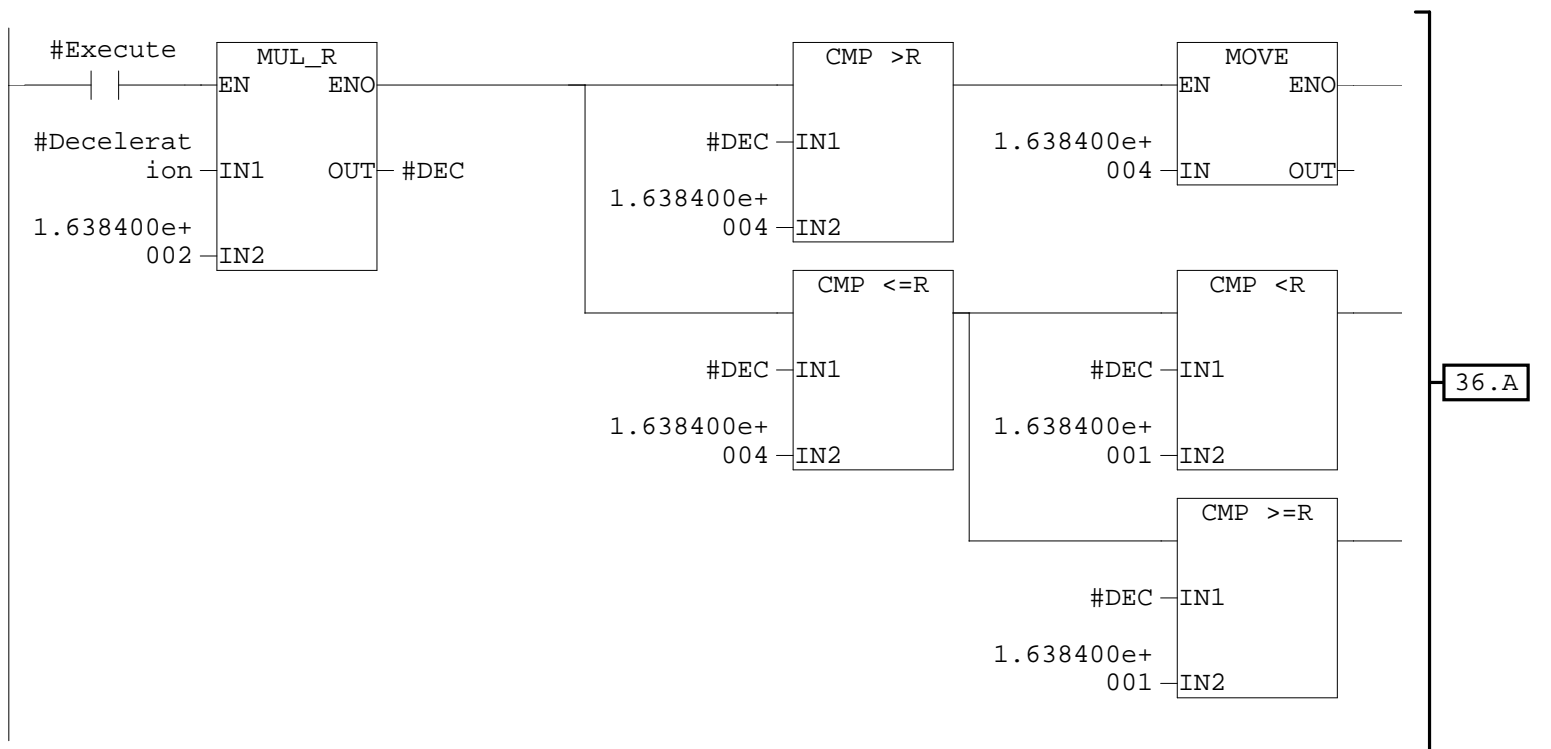 #Execute
MUL_R
CMP >R
MOVE
EN ENO
EN ENO
#Decelerat
ion
IN1 OUT
#DEC
#DEC
IN1
1.638400e+
004
IN OUT
1.638400e+
002
IN2
1.638400e+
004
IN2
CMP <=R
CMP <R
#DEC
IN1
#DEC
IN1
36.A
1.638400e+
004
IN2
1.638400e+
001
IN2
CMP >=R
#DEC
IN1
1.638400e+
001
IN2